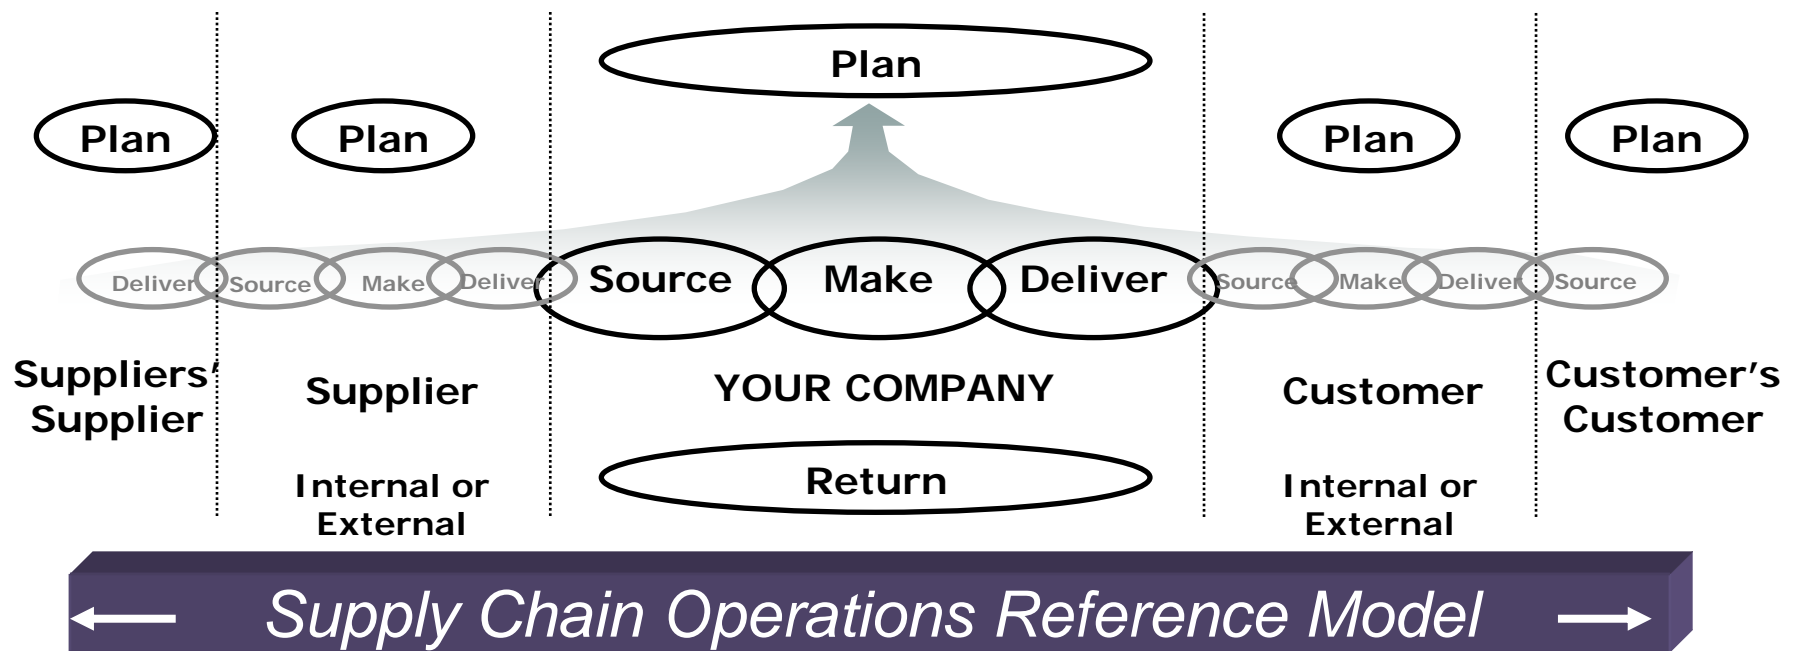 Plan
Plan Plan Plan Plan
Deliver Source Make Deliver Source Make Deliver Source Make Deliver Source
Suppliers'
Supplier
Supplier
YOUR COMPANY
Customer
Customer's
Customer
Internal or
External
Return
Internal or
External
Supply Chain Operations Reference Model